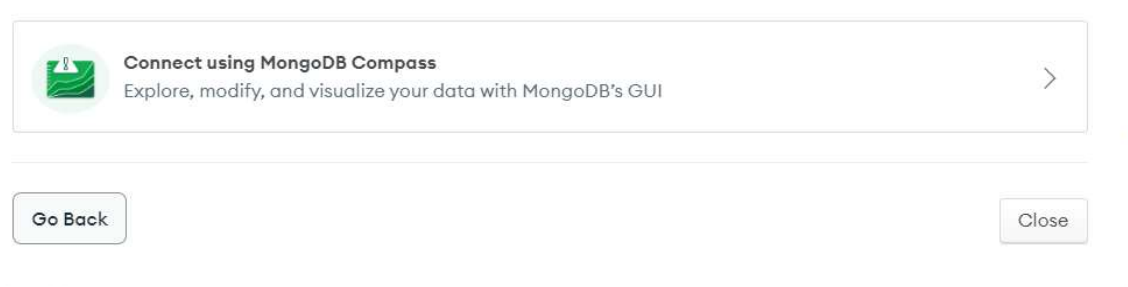 Connect using MongoDB Compass
Explore, modify, and visualize your data with MongoDB's GUI
Go Back
Close